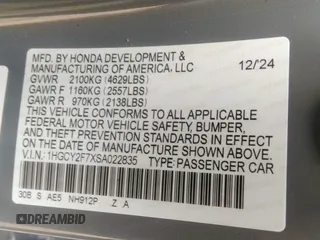 MFD. BY HONDA DEVELOPMENT &
MANUFACTURING OF AMERICA, LLC 12/24
GVWR 2100KG (4629LBS)
GAWR F 1160KG (2557LBS)
GAWR R 970KG (2138LBS)
THIS VEHICLE CONFORMS TO ALL APPLICABLE
FEDERAL MOTOR VEHICLE SAFETY, BUMPER,
AND THEFT PREVENTION STANDARDS IN EFFECT
ON THE DATE OF MANUFACTURE SHOWN ABOVE.
V.I.N.: 1HGCY2F7XSA022835 TYPE:PASSENGER CAR
30B S AE5 NH912P Z A
DREAMBID